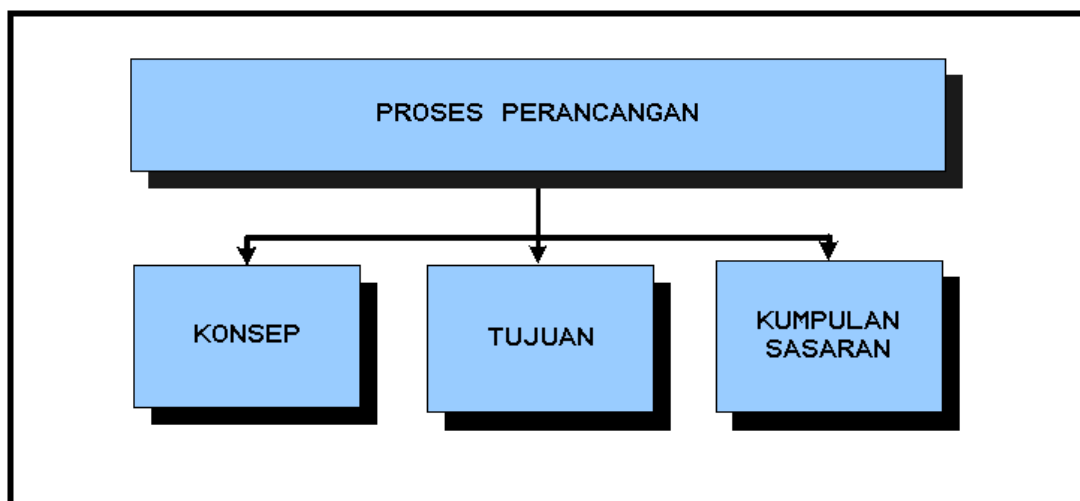 PROSES PERANCANGAN
KONSEP
TUJUAN
KUMPULAN
SASARAN